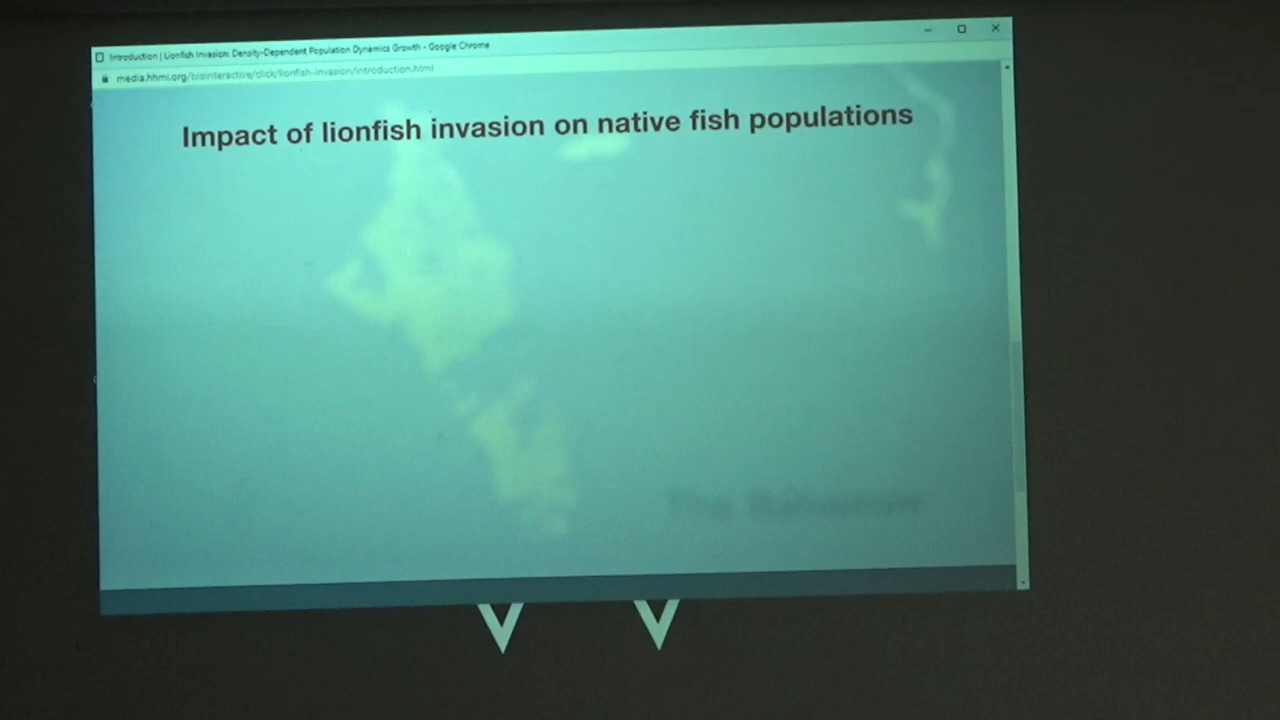 Introduction | Lionfish Invasion: Density-Dependent Population Dynamics Growth - Google Chrome
media.hhmi.org/biointeractive/click/lionfish-invasion/introduction.html
Impact of lionfish invasion on native fish populations